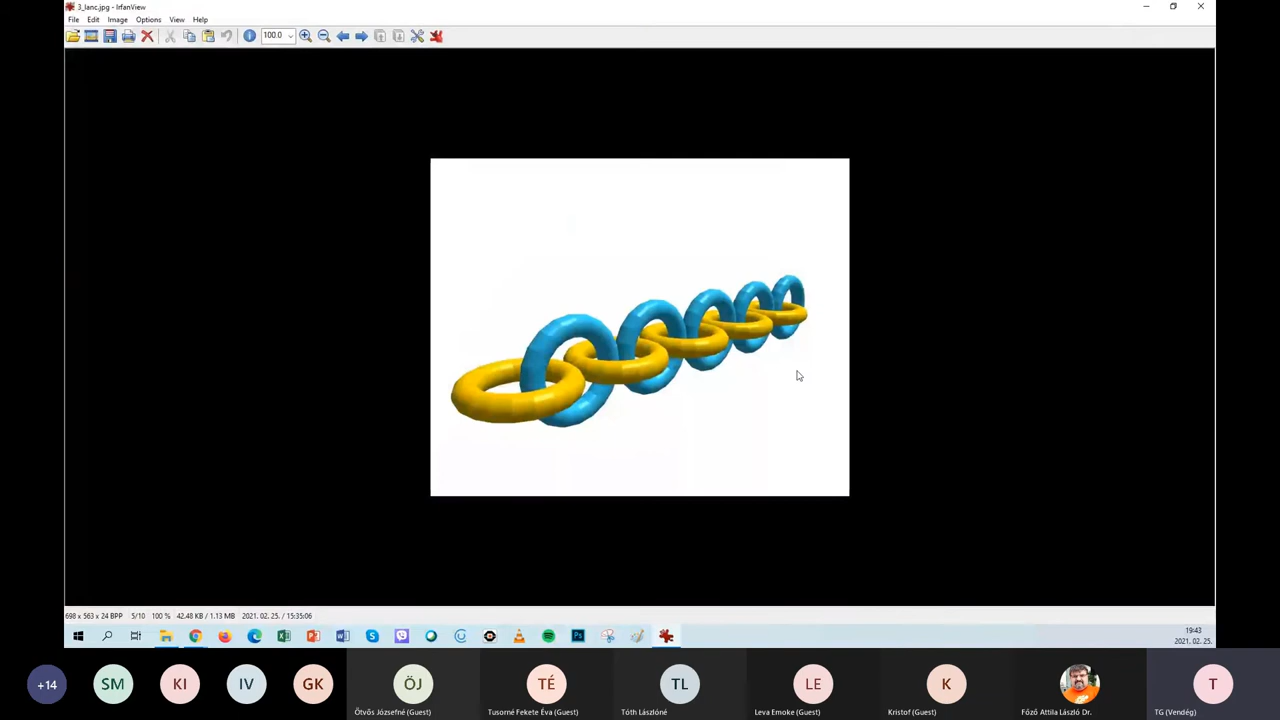 3_lanc.jpg - IrfanView
File Edit Image Options View Help
100.0
698 x 563 x 24 BPP 5/10 100 % 42.48 KB / 1.13 MB 2021. 02. 25. / 15:35:06
19:43
2021. 02. 25.
+14 SM KI IV GK ÖJ TÉ TL LE K T
Ötvös Józsefné (Guest) Tusorné Fekete Éva (Guest) Tóth Lászlóné Leva Emoke (Guest) Kristof (Guest) Főző Attila László Dr. TG (Vendég)